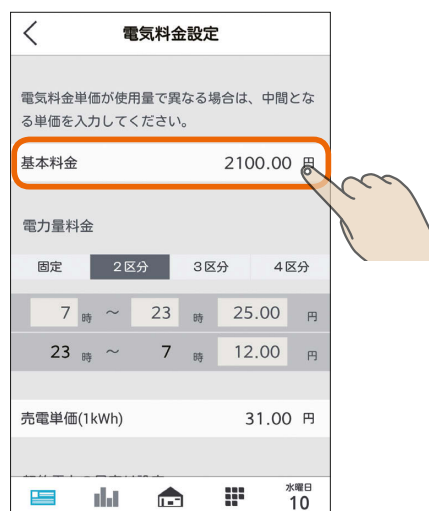 電気料金設定
電気料金単価が使用量で異なる場合は、中間とな
る単価を入力してください。
基本料金 2100.00 円
電力量料金
固定 2区分 3区分 4区分
7 時 ～ 23 時 25.00 円
23 時 ～ 7 時 12.00 円
売電単価(1kWh) 31.00 円
水曜日
10